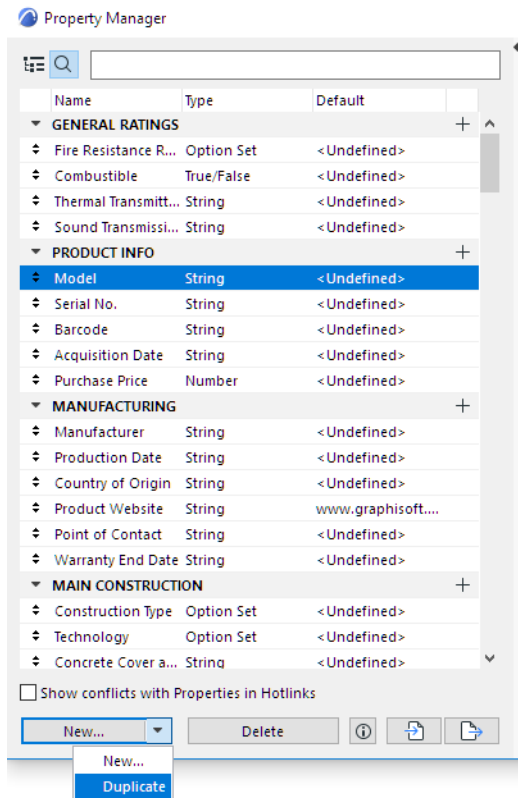 Property Manager
Name Type Default
GENERAL RATINGS
Fire Resistance R... Option Set <Undefined>
Combustible True/False <Undefined>
Thermal Transmitt... String <Undefined>
Sound Transmissi... String <Undefined>
PRODUCT INFO
Model String <Undefined>
Serial No. String <Undefined>
Barcode String <Undefined>
Acquisition Date String <Undefined>
Purchase Price Number <Undefined>
MANUFACTURING
Manufacturer String <Undefined>
Production Date String <Undefined>
Country of Origin String <Undefined>
Product Website String www.graphisoft....
Point of Contact String <Undefined>
Warranty End Date String <Undefined>
MAIN CONSTRUCTION
Construction Type Option Set <Undefined>
Technology Option Set <Undefined>
Concrete Cover a... String <Undefined>
Show conflicts with Properties in Hotlinks
New... Delete
New...
Duplicate